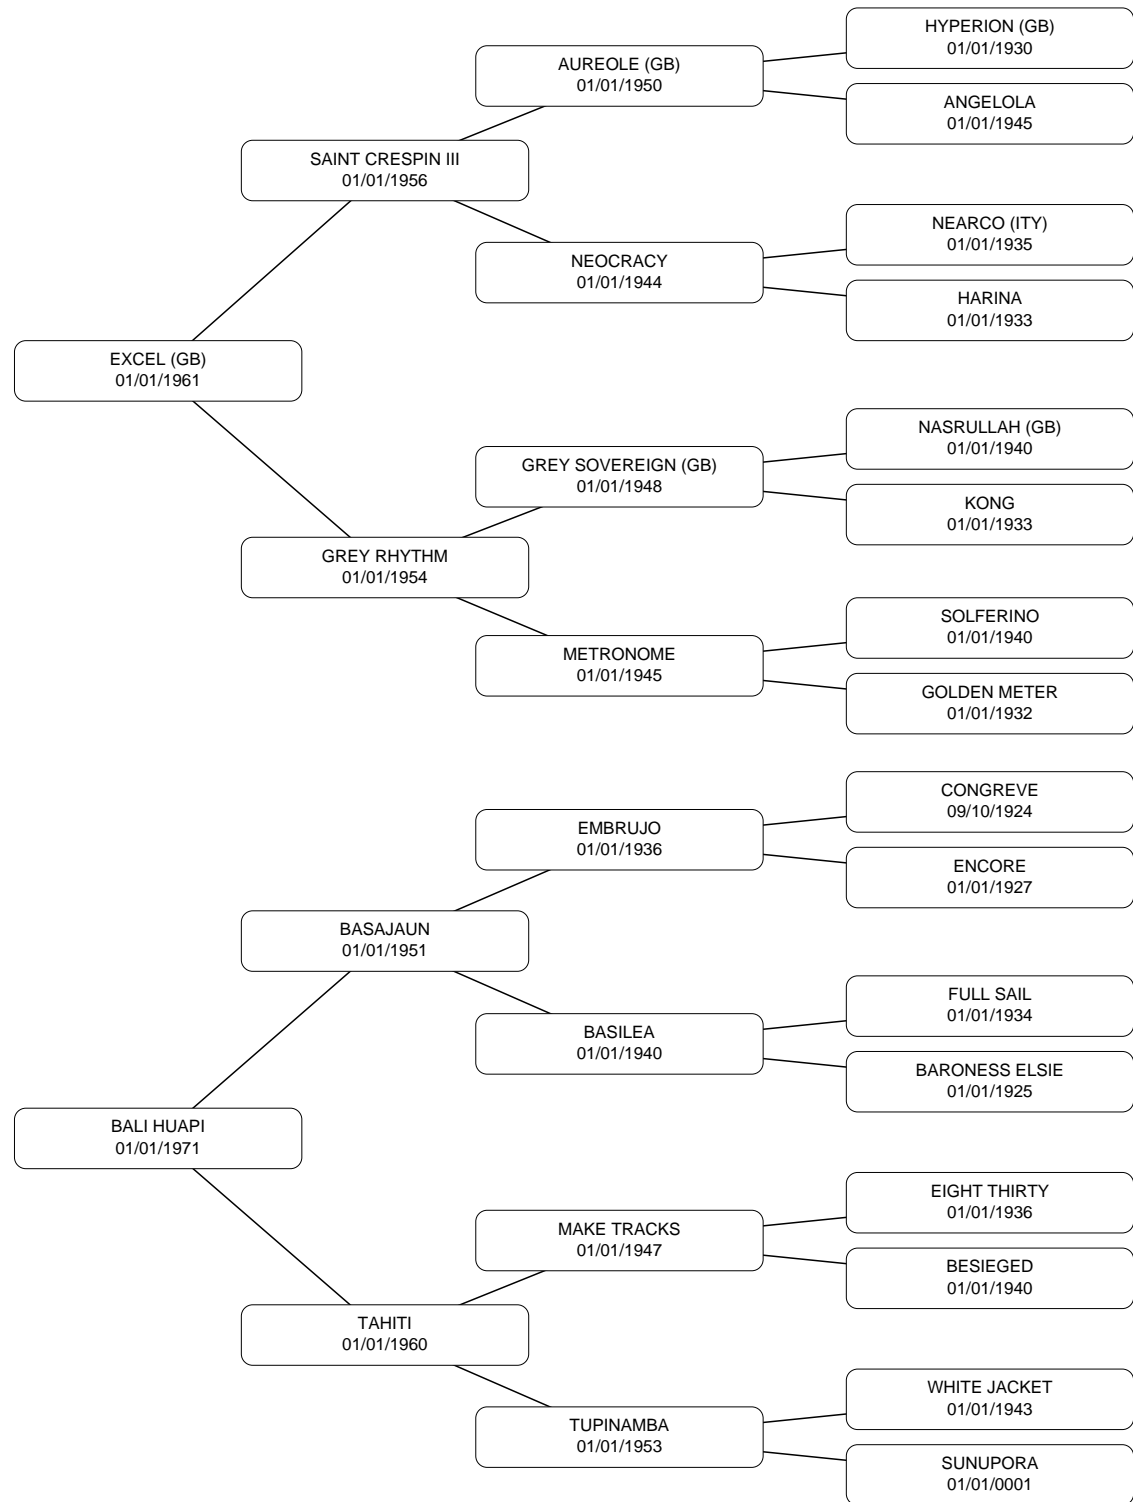 HYPERION (GB)
01/01/1930
AUREOLE (GB)
01/01/1950
ANGELOLA
01/01/1945
SAINT CRESPIN III
01/01/1956
NEARCO (ITY)
01/01/1935
NEOCRACY
01/01/1944
HARINA
01/01/1933
EXCEL (GB)
01/01/1961
NASRULLAH (GB)
01/01/1940
GREY SOVEREIGN (GB)
01/01/1948
KONG
01/01/1933
GREY RHYTHM
01/01/1954
SOLFERINO
01/01/1940
METRONOME
01/01/1945
GOLDEN METER
01/01/1932
CONGREVE
09/10/1924
EMBRUJO
01/01/1936
ENCORE
01/01/1927
BASAJAUN
01/01/1951
FULL SAIL
01/01/1934
BASILEA
01/01/1940
BARONESS ELSIE
01/01/1925
BALI HUAPI
01/01/1971
EIGHT THIRTY
01/01/1936
MAKE TRACKS
01/01/1947
BESIEGED
01/01/1940
TAHITI
01/01/1960
WHITE JACKET
01/01/1943
TUPINAMBA
01/01/1953
SUNUPORA
01/01/0001